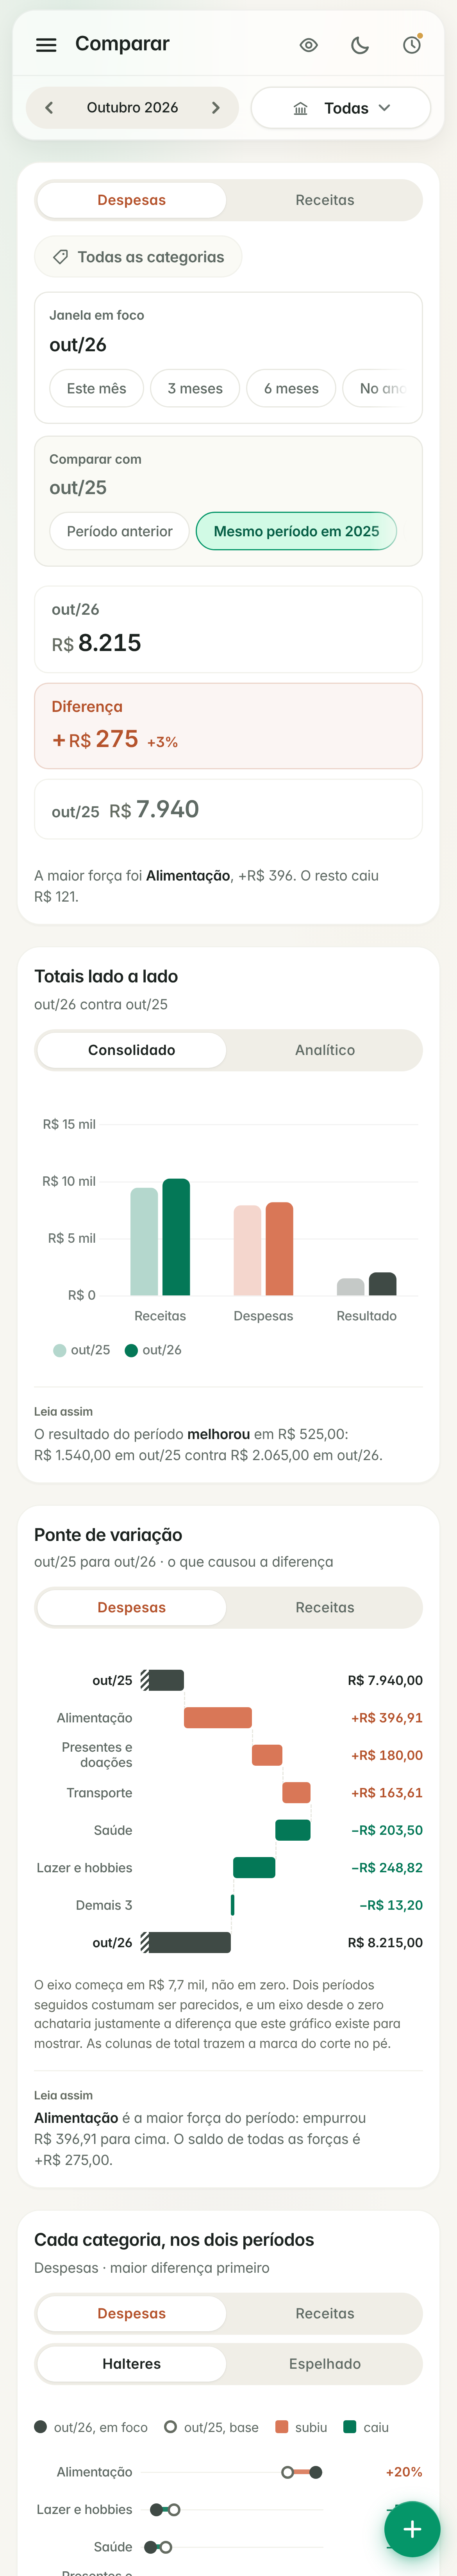 Comparar
Outubro 2026
Todas
Despesas
Receitas
Todas as categorias
Janela em foco
out/26
Este mês
3 meses
6 meses
No ano
Comparar com
out/25
Período anterior
Mesmo período em 2025
out/26
R$ 8.215
Diferença
+R$ 275 +3%
out/25 R$ 7.940
A maior força foi Alimentação, +R$ 396. O resto caiu
R$ 121.
Totais lado a lado
out/26 contra out/25
Consolidado
Analítico
R$ 15 mil
R$ 10 mil
R$ 5 mil
R$ 0
Receitas
Despesas
Resultado
out/25
out/26
Leia assim
O resultado do período melhorou em R$ 525,00:
R$ 1.540,00 em out/25 contra R$ 2.065,00 em out/26.
Ponte de variação
out/25 para out/26 · o que causou a diferença
Despesas
Receitas
out/25 R$ 7.940,00
Alimentação +R$ 396,91
Presentes e
doações +R$ 180,00
Transporte +R$ 163,61
Saúde −R$ 203,50
Lazer e hobbies −R$ 248,82
Demais 3 −R$ 13,20
out/26 R$ 8.215,00
O eixo começa em R$ 7,7 mil, não em zero. Dois períodos
seguidos costumam ser parecidos, e um eixo desde o zero
achataria justamente a diferença que este gráfico existe para
mostrar. As colunas de total trazem a marca do corte no pé.
Leia assim
Alimentação é a maior força do período: empurrou
R$ 396,91 para cima. O saldo de todas as forças é
+R$ 275,00.
Cada categoria, nos dois períodos
Despesas · maior diferença primeiro
Despesas
Receitas
Halteres
Espelhado
out/26, em foco
out/25, base
subiu
caiu
Alimentação +20%
Lazer e hobbies
Saúde
Presentes e